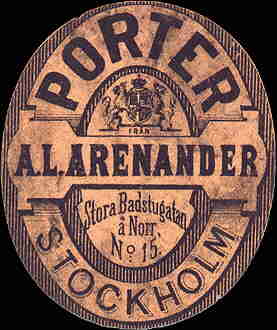 PORTER
FRÅN
A.L. ARENANDER
Stora Badstugatan
å Norr
No 15.
STOCKHOLM